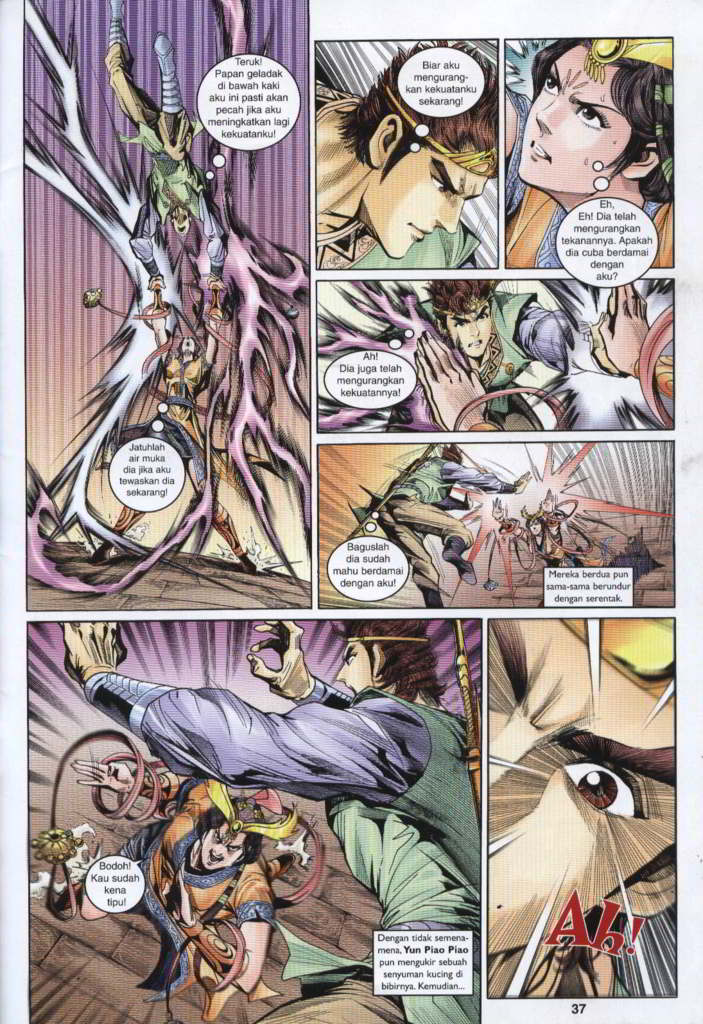 Teruk!
Papan geladak
di bawah kaki
aku ini pasti akan
pecah jika aku
meningkatkan lagi
kekuatanku!
Jatuhlah
air muka
dia jika aku
tewaskan dia
sekarang!
Biar aku
mengurang-
kan kekuatanku
sekarang!
Eh,
Eh! Dia telah
mengurangkan
tekanannya. Apakah
dia cuba berdamai
dengan
aku?
Ah!
Dia juga telah
mengurangkan
kekuatannya!
Baguslah
dia sudah
mahu berdamai
dengan aku!
Mereka berdua pun
sama-sama berundur
dengan serentak.
Bodoh!
Kau sudah
kena
tipu!
Dengan tidak semena-
mena, Yun Piao Piao
pun mengukir sebuah
senyuman kucing di
bibirnya. Kemudian...
Ah!
37